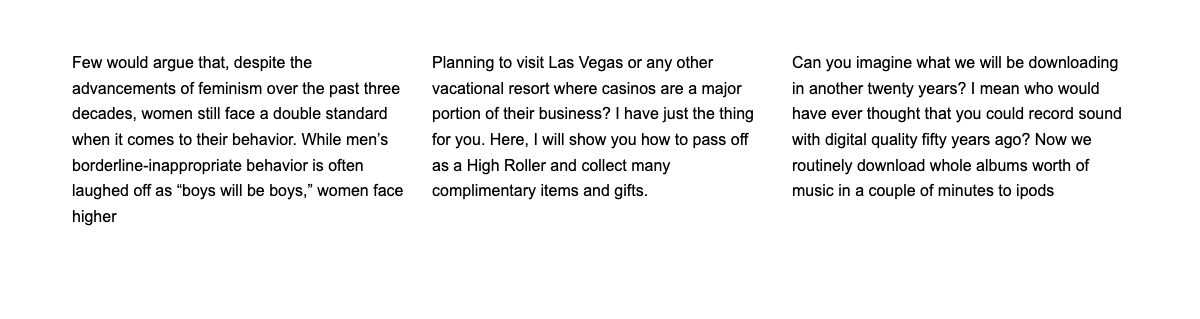 Few would argue that, despite the
advancements of feminism over the past three
decades, women still face a double standard
when it comes to their behavior. While men’s
borderline-inappropriate behavior is often
laughed off as “boys will be boys,” women face
higher
Planning to visit Las Vegas or any other
vacational resort where casinos are a major
portion of their business? I have just the thing
for you. Here, I will show you how to pass off
as a High Roller and collect many
complimentary items and gifts.
Can you imagine what we will be downloading
in another twenty years? I mean who would
have ever thought that you could record sound
with digital quality fifty years ago? Now we
routinely download whole albums worth of
music in a couple of minutes to ipods